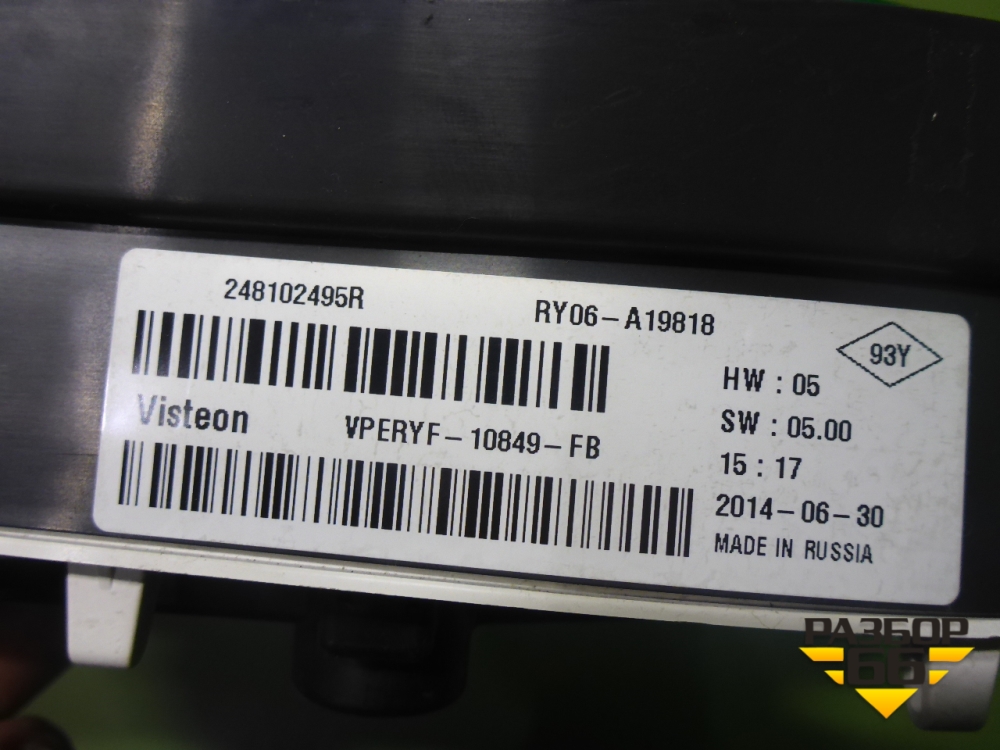 248102495R
RY06-A19818
93Y
HW : 05
Visteon
VPERYF-10849-FB
SW : 05.00
15 : 17
2014-06-30
MADE IN RUSSIA
РАЗБОР
66